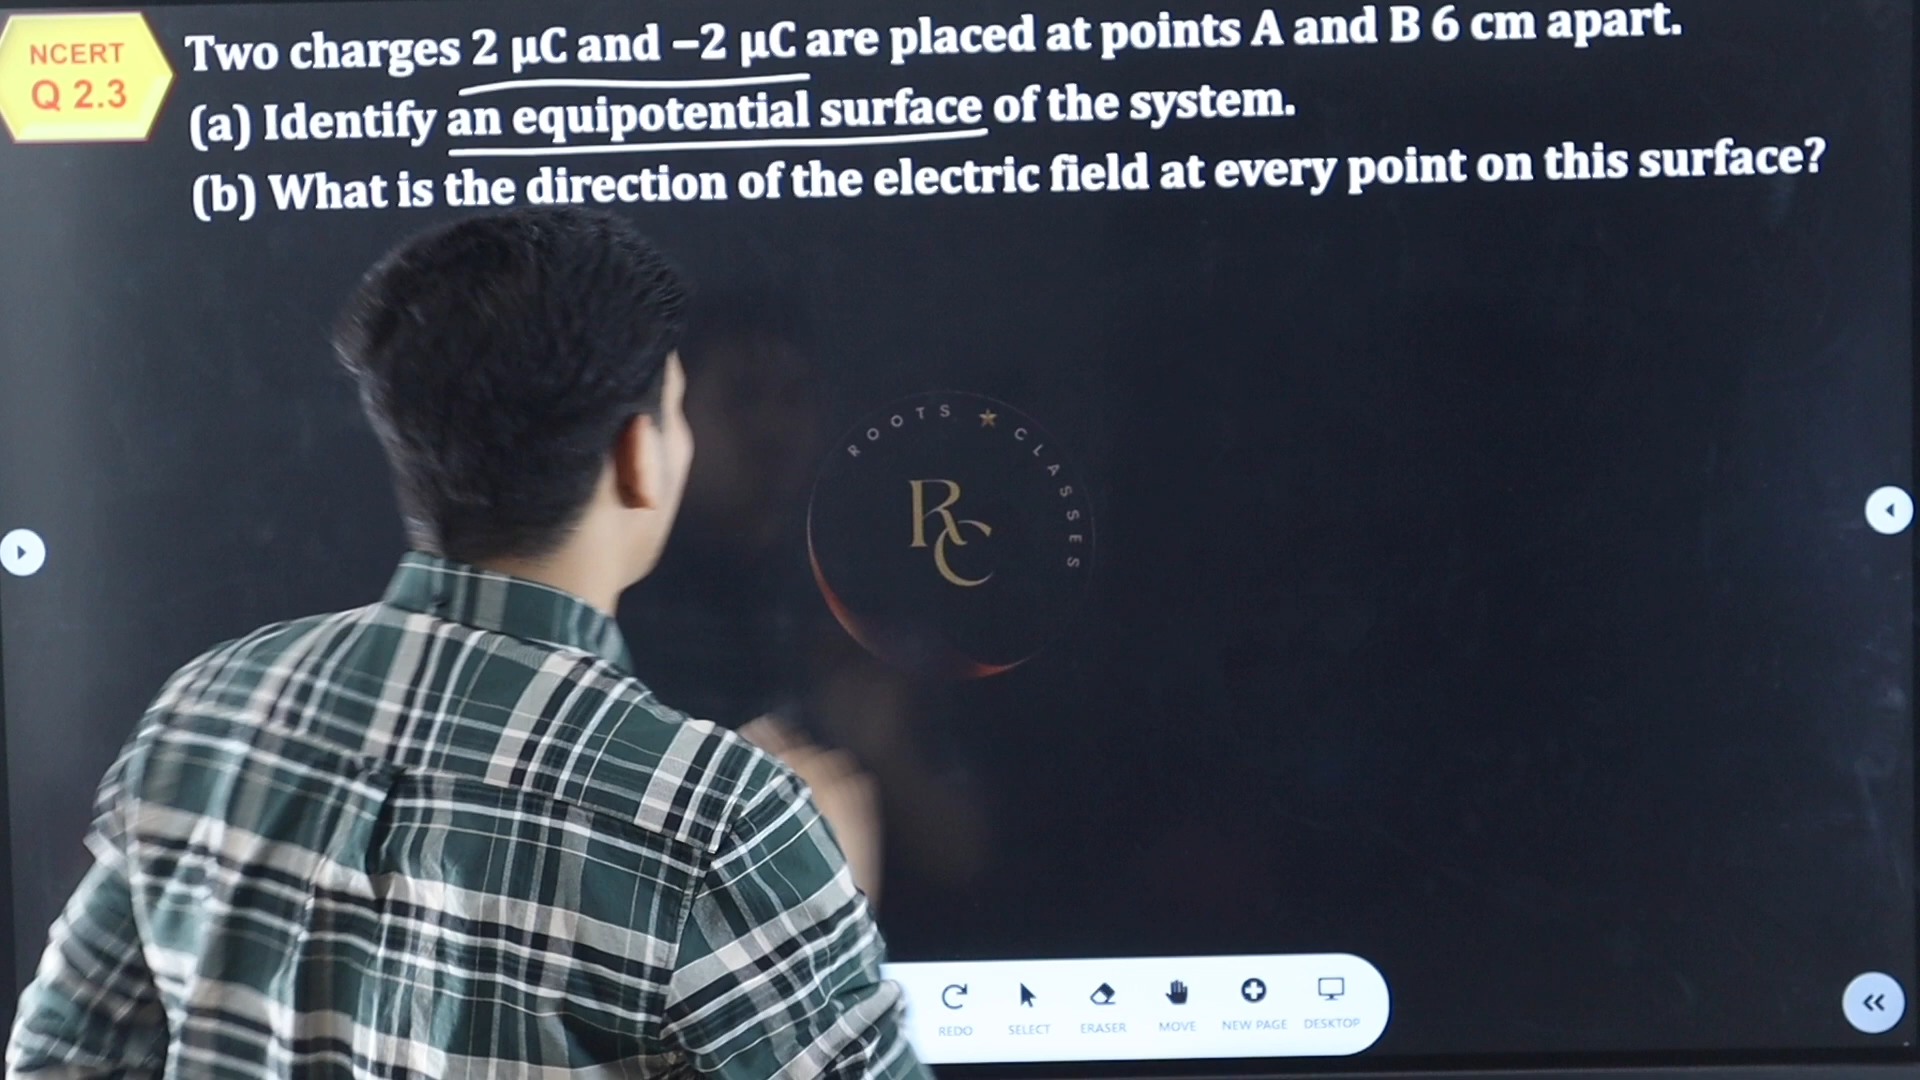 NCERT
Q 2.3
Two charges 2 μC and –2 μC are placed at points A and B 6 cm apart.
(a) Identify an equipotential surface of the system.
(b) What is the direction of the electric field at every point on this surface?
ROOTS ★ CLASSES
RC
REDO SELECT ERASER MOVE NEW PAGE DESKTOP